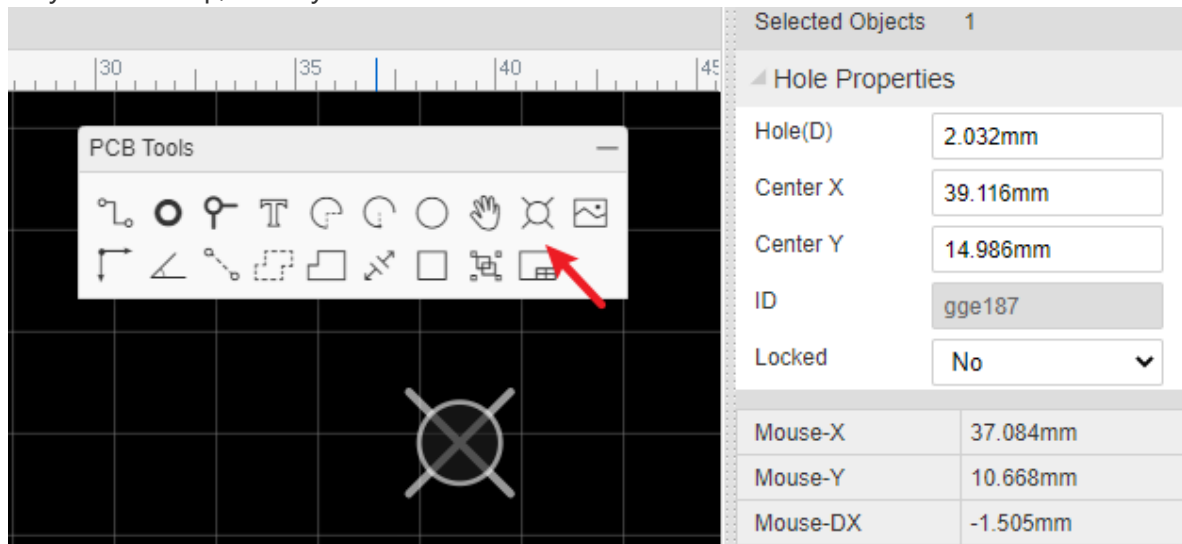 Selected Objects 1
30 35 40 45
Hole Properties
PCB Tools
Hole(D) 2.032mm
Center X 39.116mm
Center Y 14.986mm
ID gge187
Locked No
Mouse-X 37.084mm
Mouse-Y 10.668mm
Mouse-DX -1.505mm